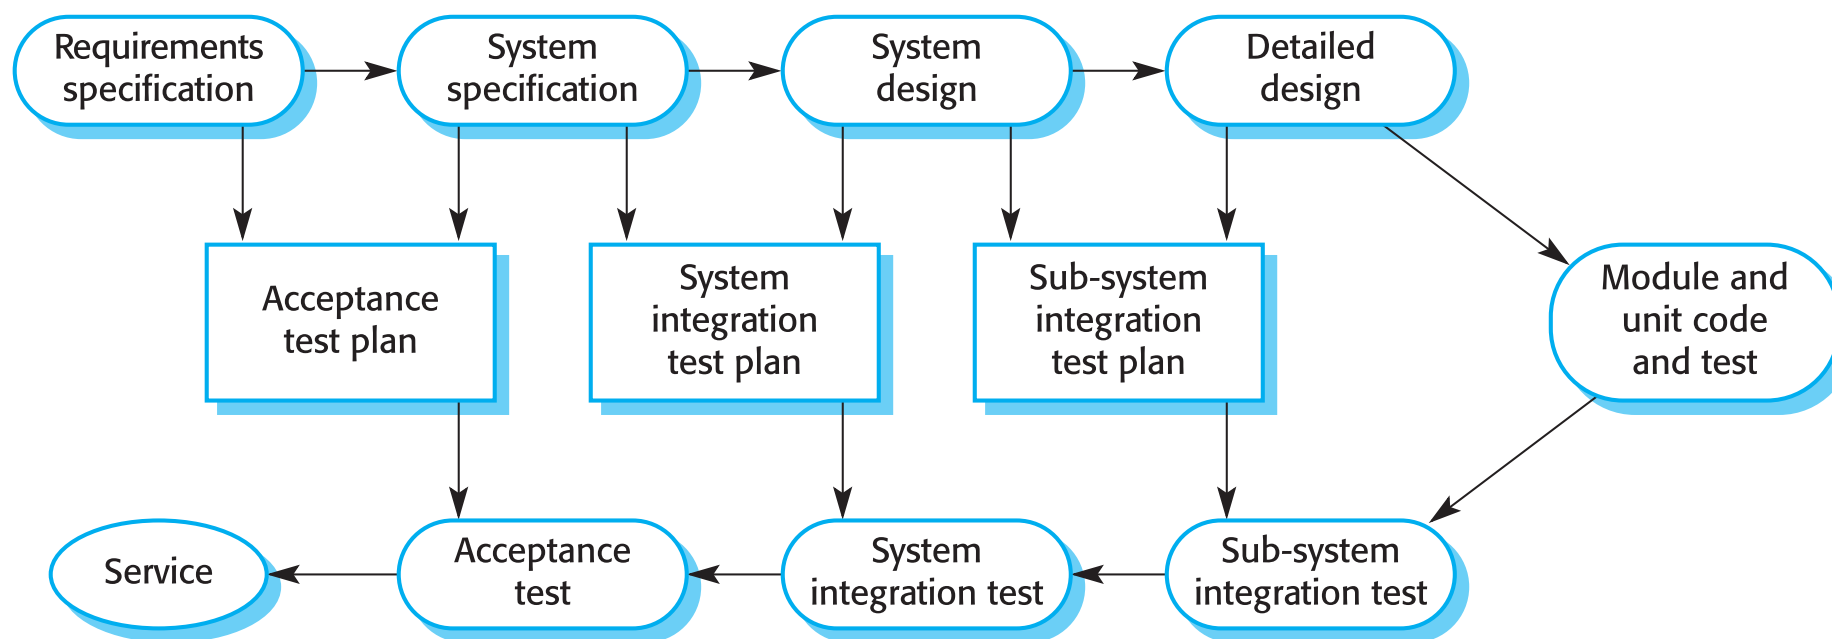 Requirements
specification
System
specification
System
design
Detailed
design
Acceptance
test plan
System
integration
test plan
Sub-system
integration
test plan
Module and
unit code
and test
Service
Acceptance
test
System
integration test
Sub-system
integration test